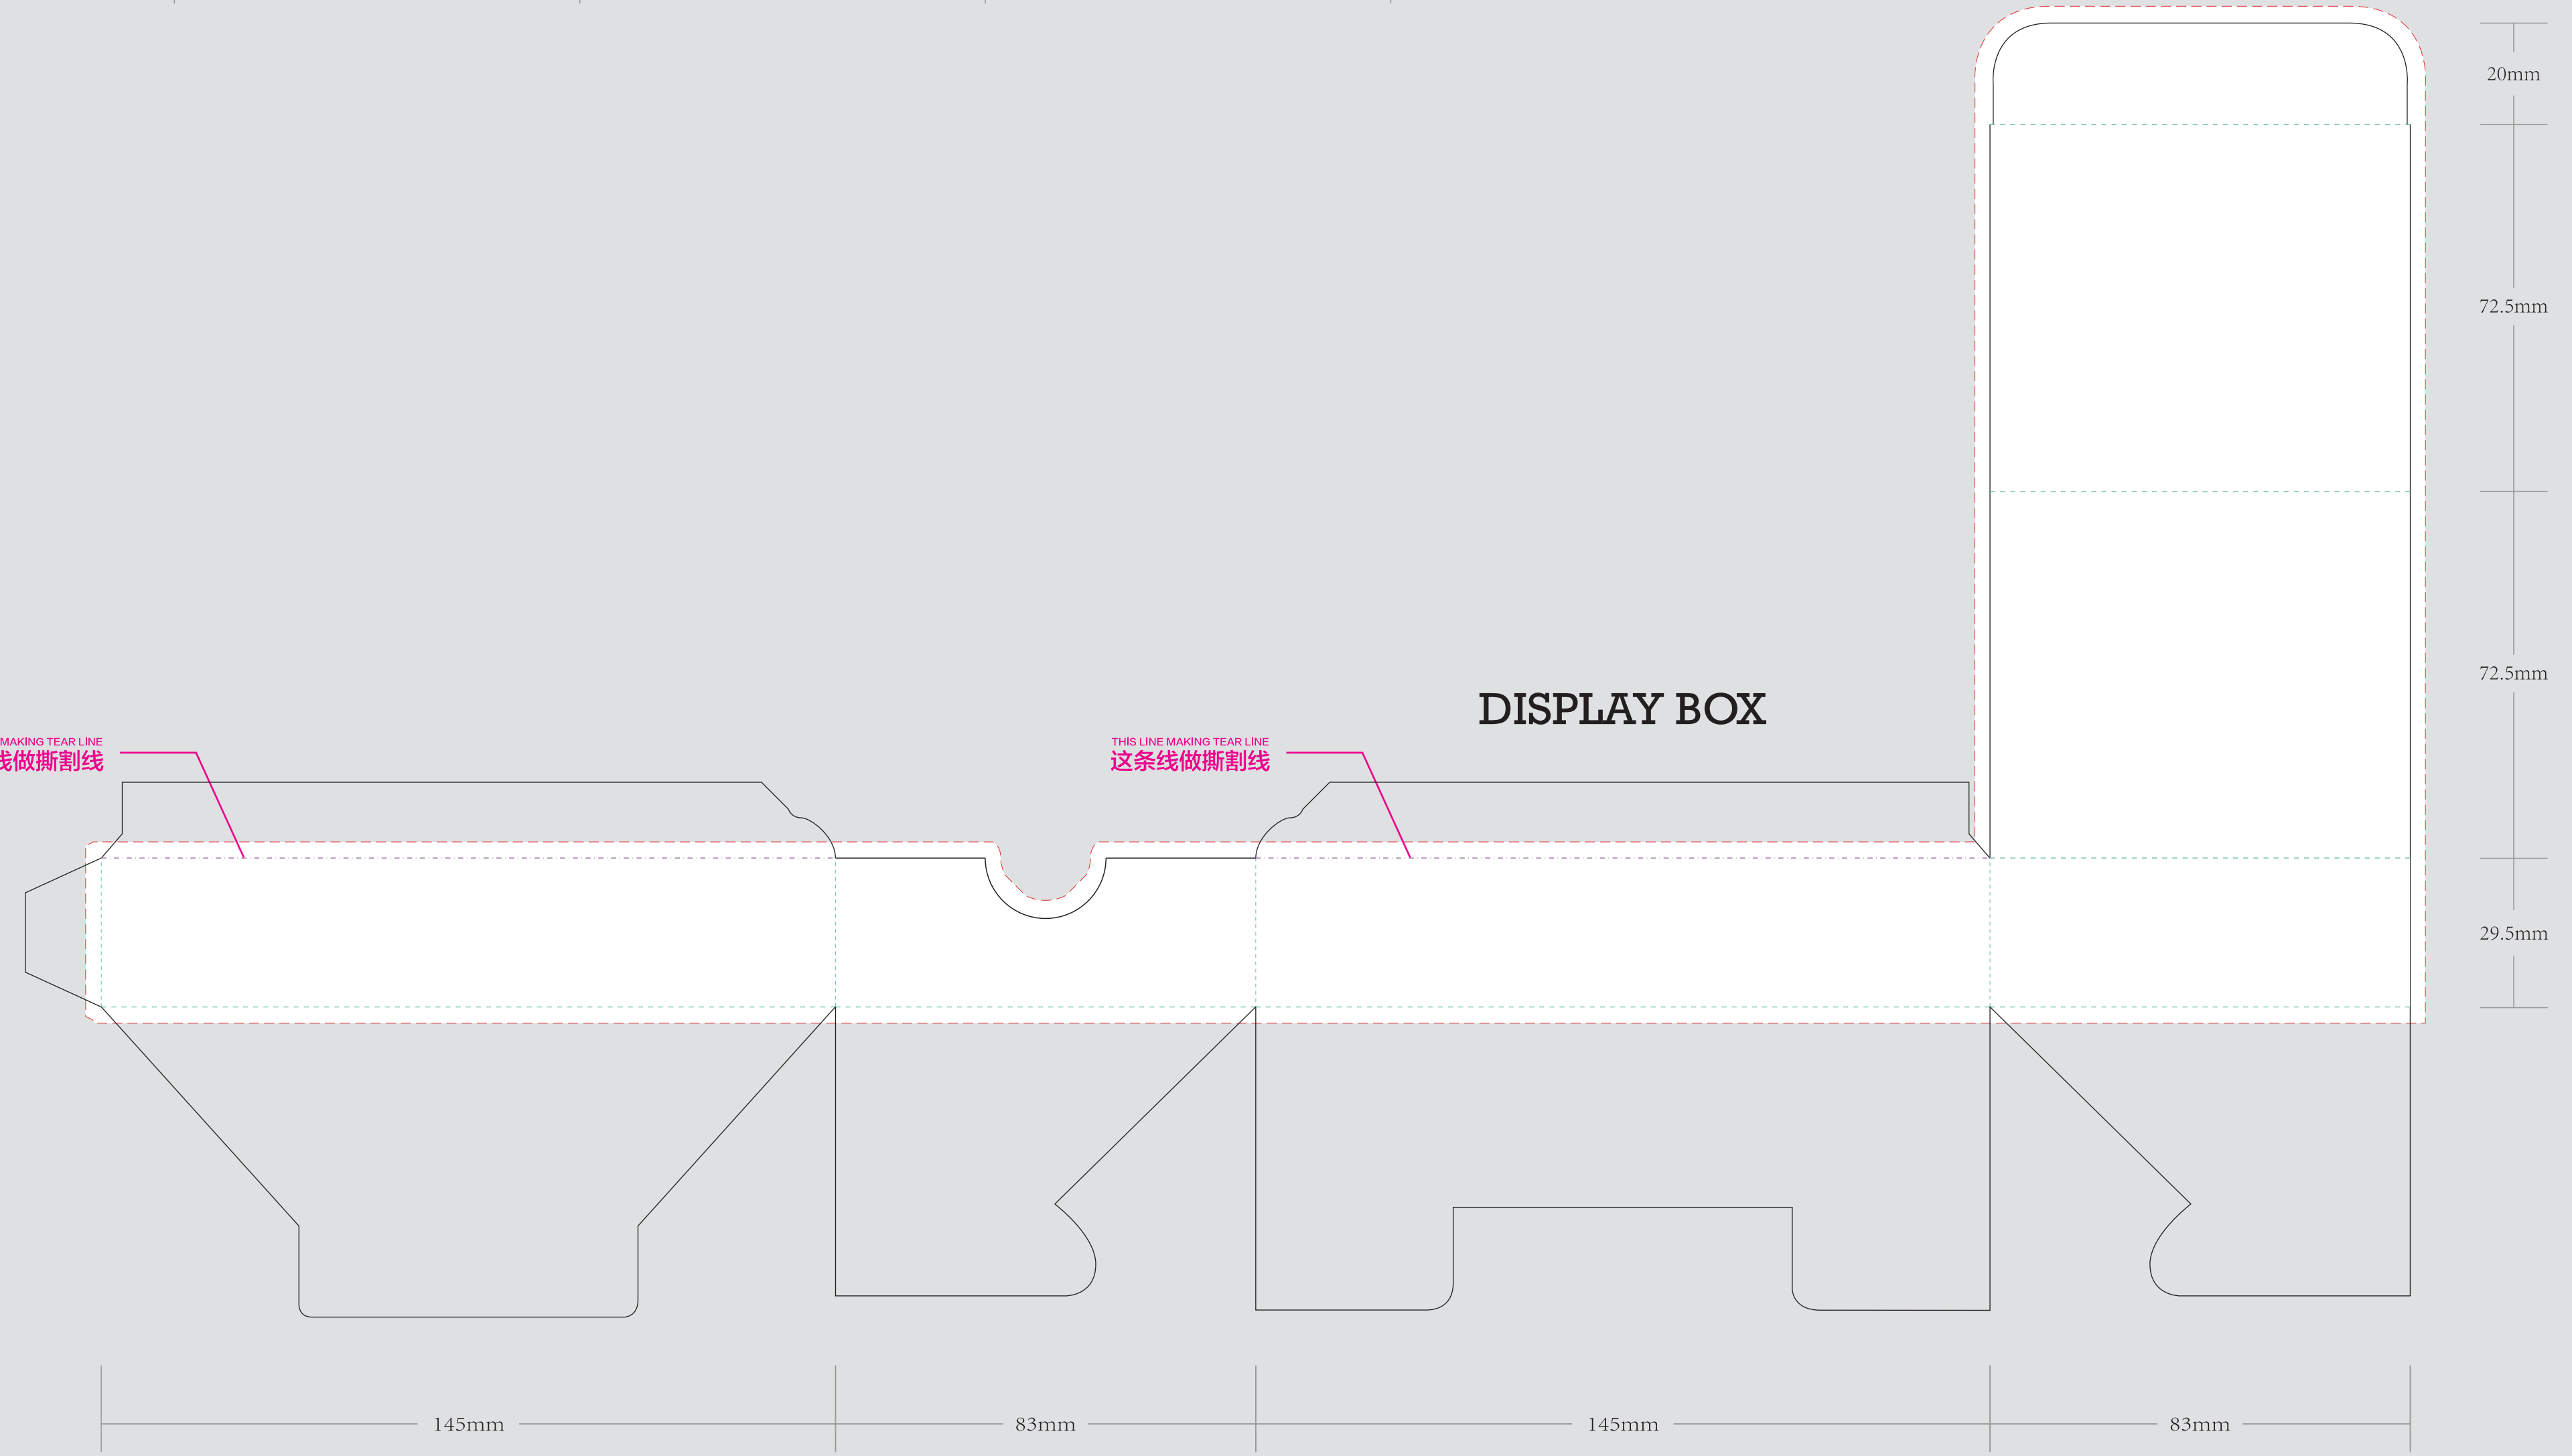 20mm
72.5mm
72.5mm
DISPLAY BOX
MAKING TEAR LINE
线做撕割线
THIS LINE MAKING TEAR LINE
这条线做撕割线
29.5mm
145mm
83mm
145mm
83mm